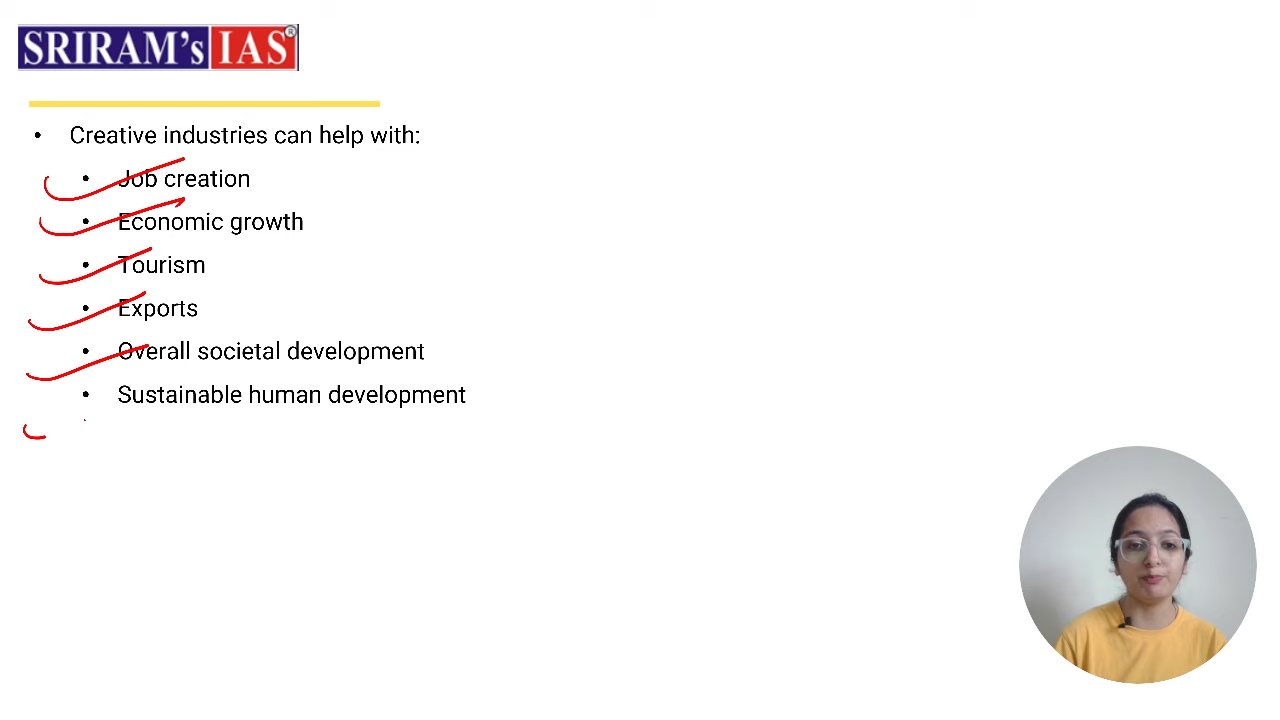 SRIRAM's IAS ®
• Creative industries can help with:
• Job creation
• Economic growth
• Tourism
• Exports
• Overall societal development
• Sustainable human development